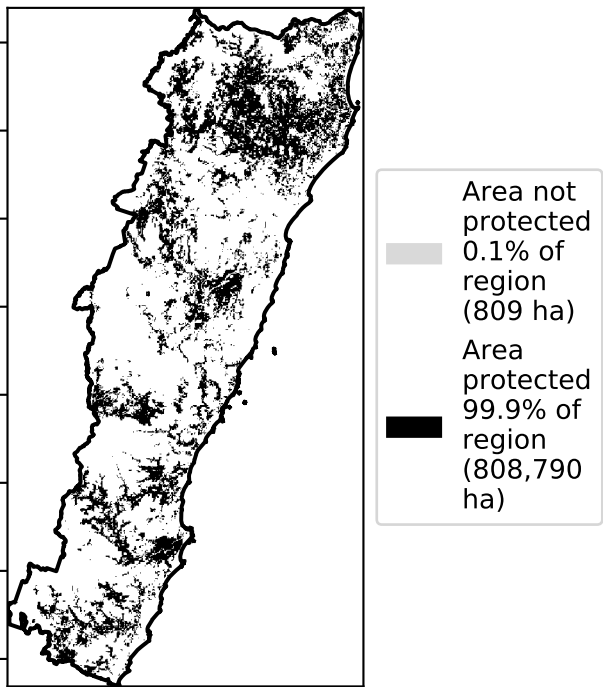 Area not
protected
0.1% of
region
(809 ha)
Area
protected
99.9% of
region
(808,790
ha)